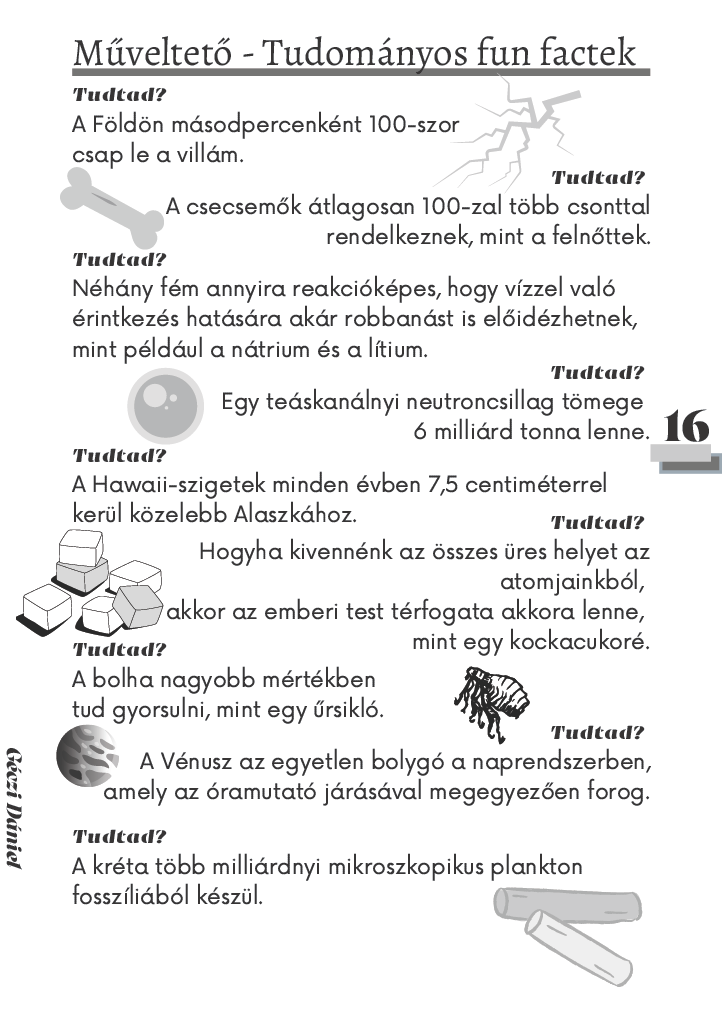 Műveltető - Tudományos fun factek
Tudtad?
A Földön másodpercenként 100-szor
csap le a villám.
Tudtad?
A csecsemők átlagosan 100-zal több csonttal
rendelkeznek, mint a felnőttek.
Tudtad?
Néhány fém annyira reakcióképes, hogy vízzel való
érintkezés hatására akár robbanást is előidézhetnek,
mint például a nátrium és a lítium.
Tudtad?
Egy teáskanálnyi neutroncsillag tömege
6 milliárd tonna lenne.
16
Tudtad?
A Hawaii-szigetek minden évben 7,5 centiméterrel
kerül közelebb Alaszkához.
Tudtad?
Hogyha kivennénk az összes üres helyet az
atomjainkból,
akkor az emberi test térfogata akkora lenne,
mint egy kockacukoré.
Tudtad?
A bolha nagyobb mértékben
tud gyorsulni, mint egy űrsikló.
Tudtad?
A Vénusz az egyetlen bolygó a naprendszerben,
amely az óramutató járásával megegyezően forog.
Géczi Dániel
Tudtad?
A kréta több milliárdnyi mikroszkopikus plankton
fosszíliából készül.